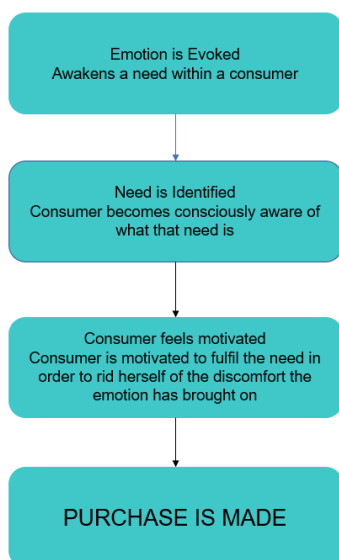 Emotion is Evoked
Awakens a need within a consumer
Need is Identified
Consumer becomes consciously aware of
what that need is
Consumer feels motivated
Consumer is motivated to fulfil the need in
order to rid herself of the discomfort the
emotion has brought on
PURCHASE IS MADE